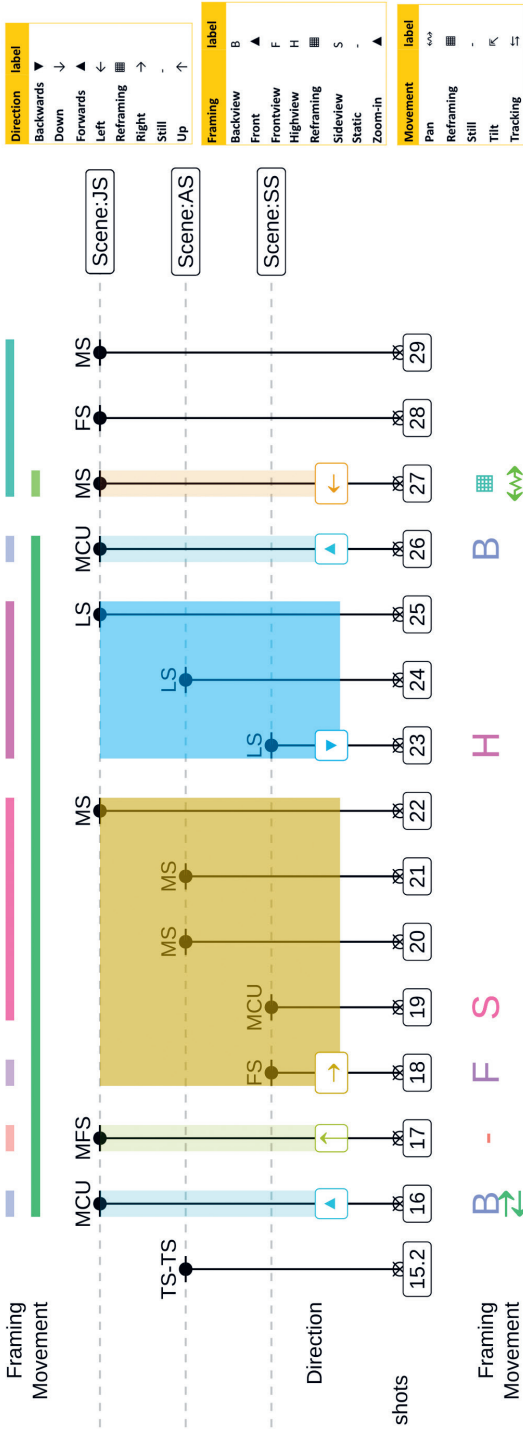 Framing
Movement
MCU MFS MS LS MCU MS FS MS Scene:JS
TS-TS MS MS LS Scene:AS
FS MCU LS Scene:SS
Direction
shots 15.2 16 17 18 19 20 21 22 23 24 25 26 27 28 29
Framing B - F S H B ▦
Movement
Direction label
Backwards ▼
Down ↓
Forwards ▲
Left ←
Reframing ▦
Right →
Still -
Up ↑
Framing label
Backview B
Front ▲
Frontview F
Highview H
Reframing ▦
Sideview S
Static -
Zoom-in ▲
Movement label
Pan
Reframing ▦
Still -
Tilt
Tracking